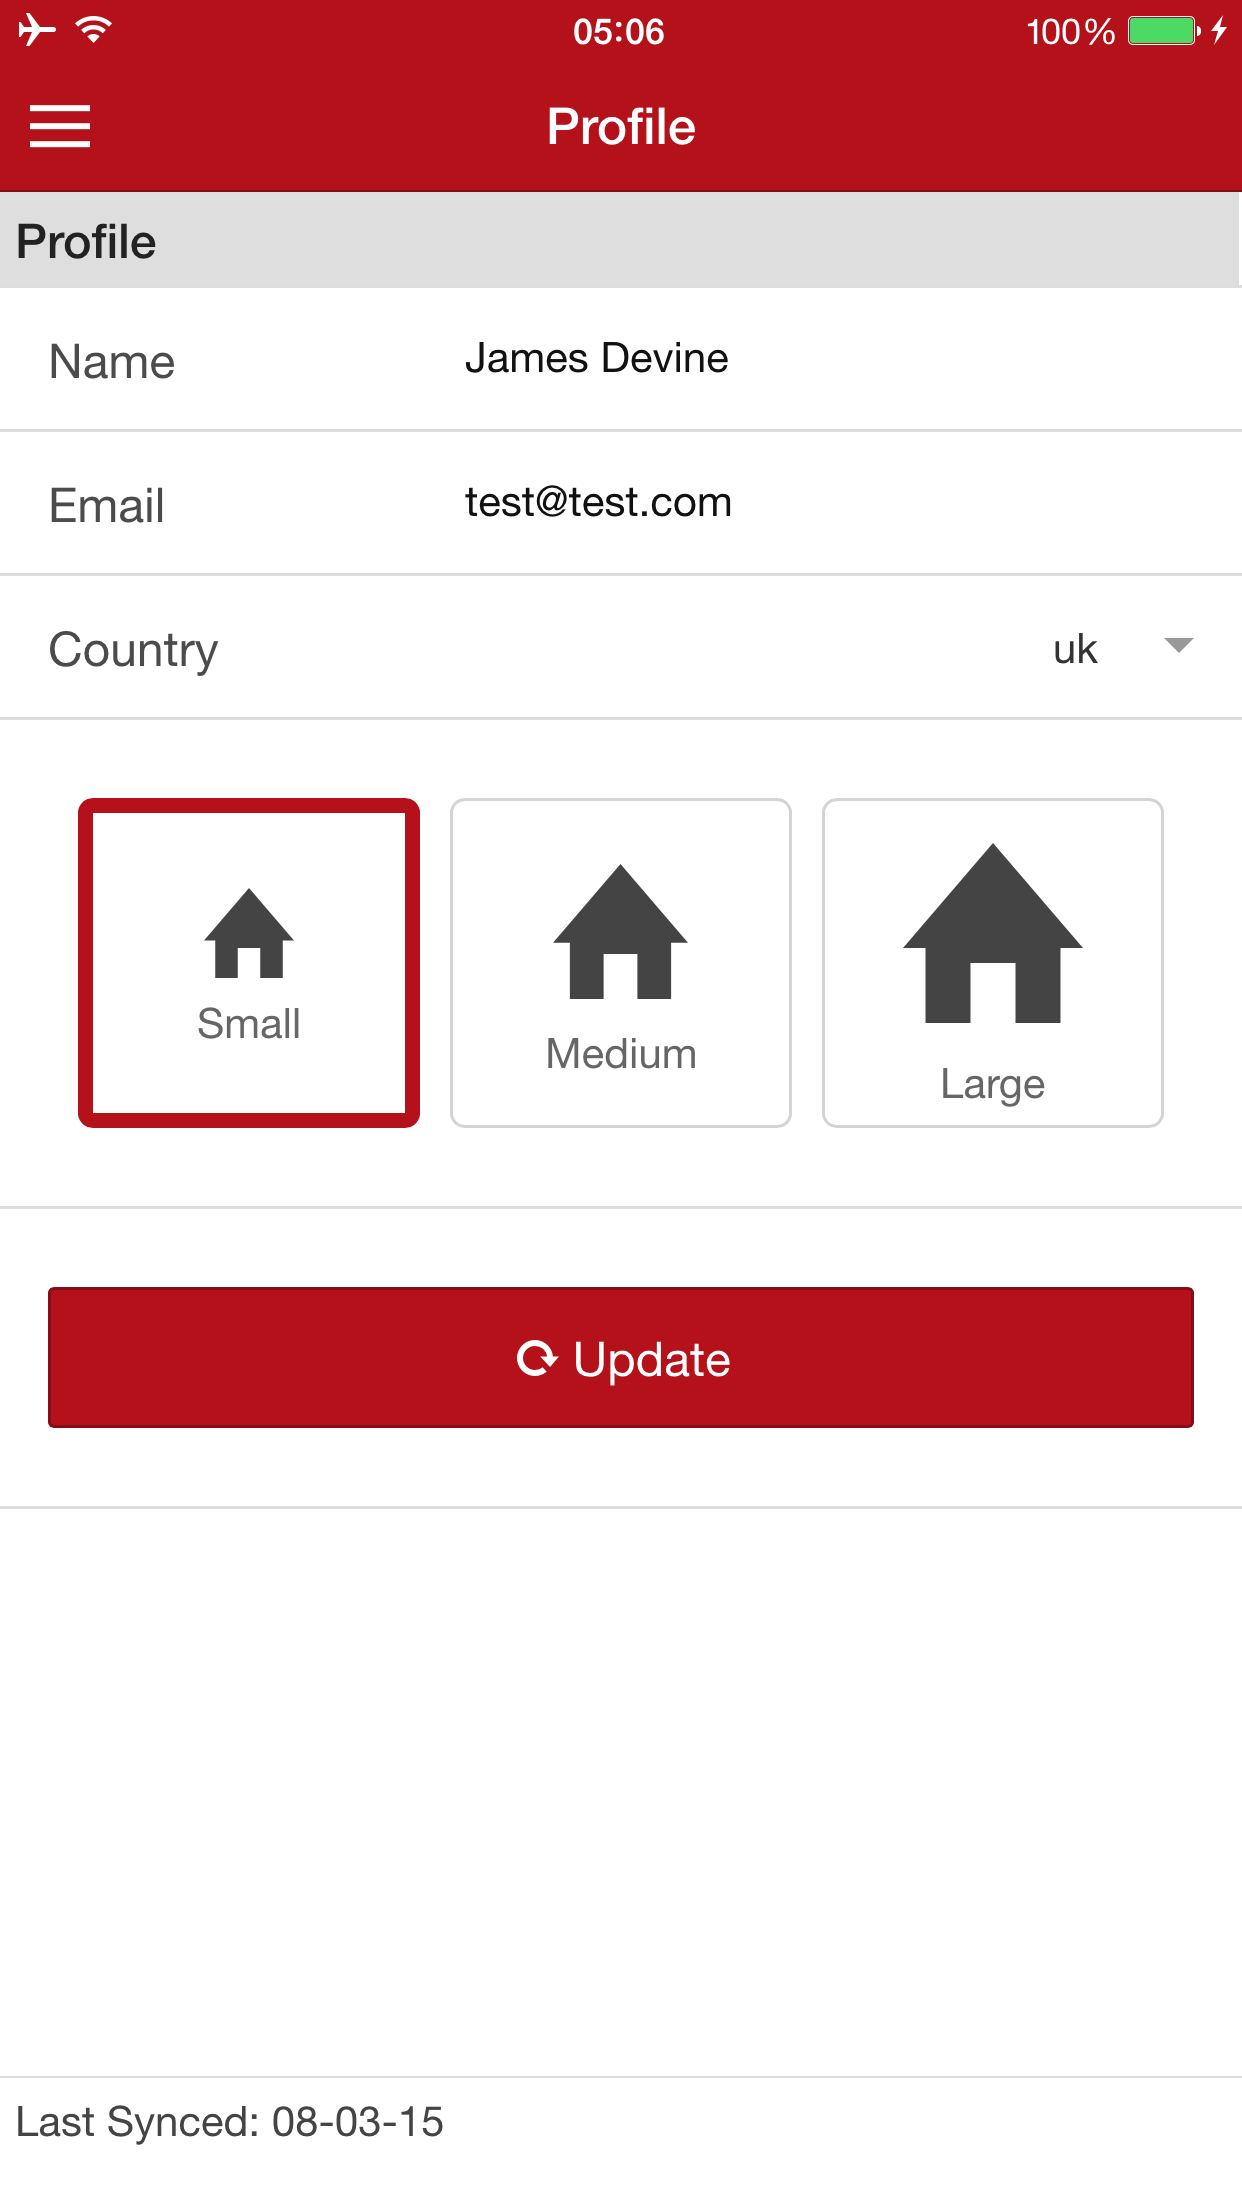 05:06
100%
Profile
Profile
Name James Devine
Email test@test.com
Country uk
Small
Medium
Large
Update
Last Synced: 08-03-15